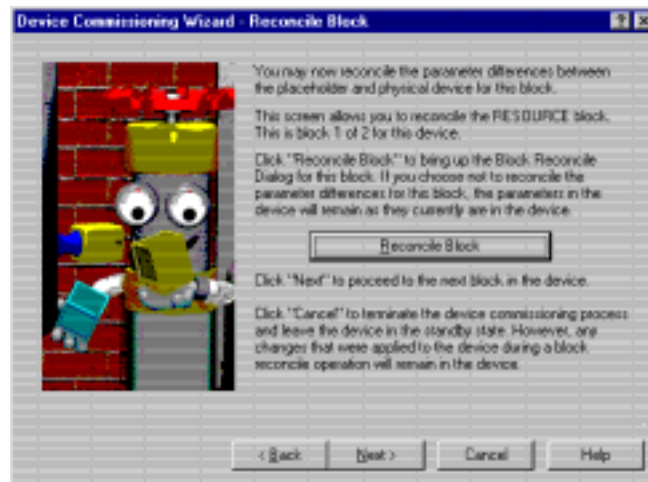 Device Commissioning Wizard - Reconcile Block
You may now reconcile the parameter differences between
the placeholder and physical device for this block.
This screen allows you to reconcile the RESOURCE block.
This is block 1 of 2 for this device.
Click "Reconcile Block" to bring up the Block Reconcile
Dialog for this block. If you choose not to reconcile the
parameter differences for this block, the parameters in the
device will remain as they currently are in the device.
Reconcile Block
Click "Next" to proceed to the next block in the device.
Click "Cancel" to terminate the device commissioning process
and leave the device in the standby state. However, any
changes that were applied to the device during a block
reconcile operation will remain in the device.
< Back Next > Cancel Help